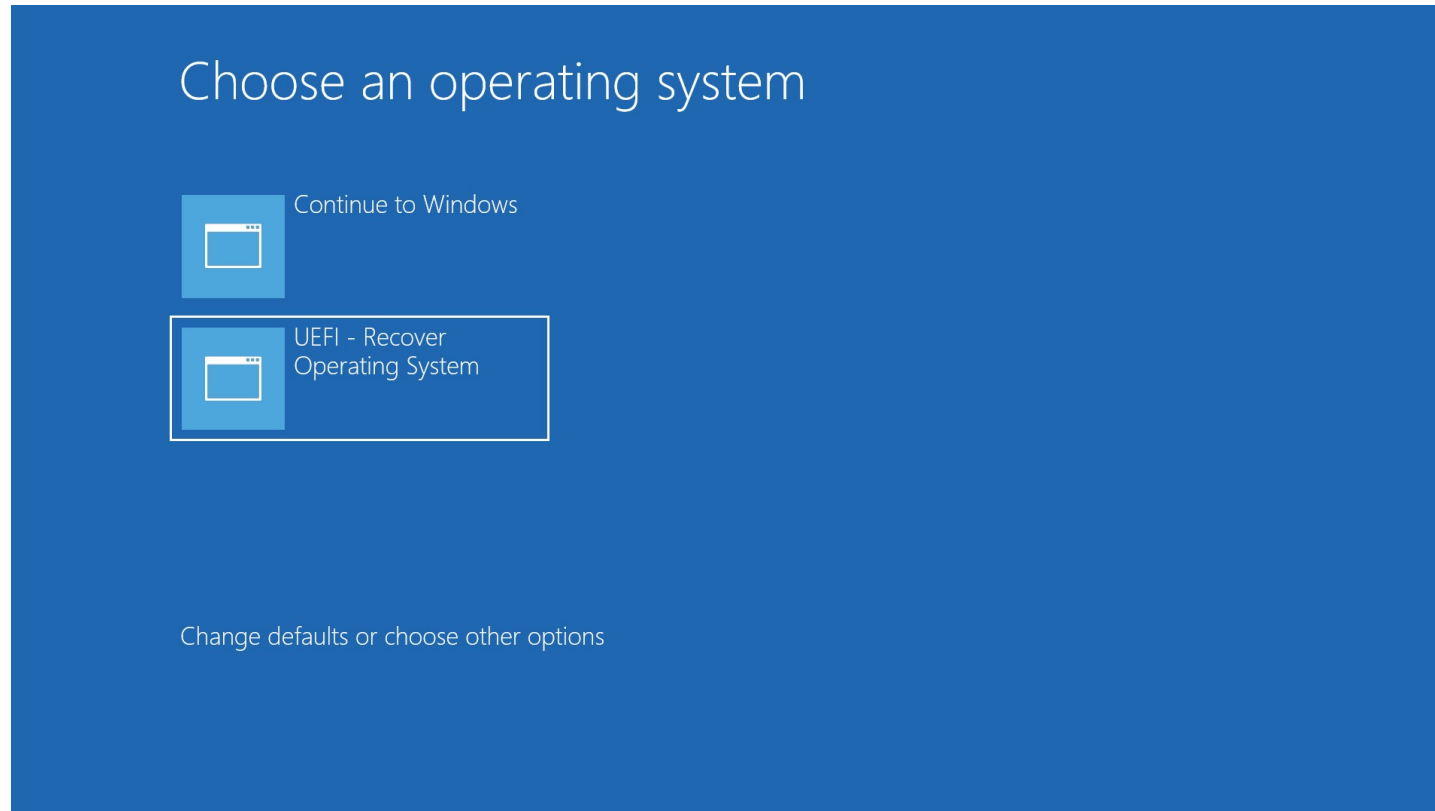 Choose an operating system
Continue to Windows
UEFI - Recover
Operating System
Change defaults or choose other options